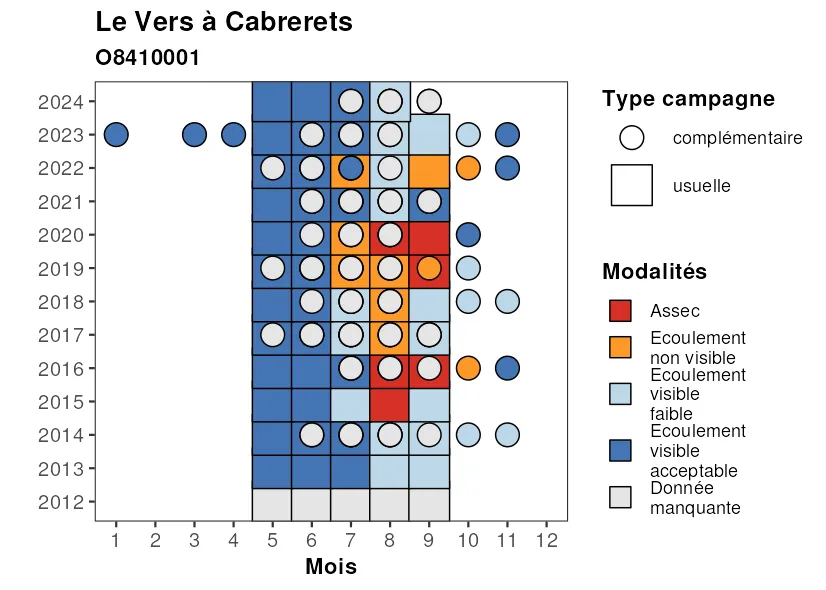 Le Vers à Cabrerets
O8410001
2024
2023
2022
2021
2020
2019
2018
2017
2016
2015
2014
2013
2012
1 2 3 4 5 6 7 8 9 10 11 12
Mois
Type campagne
complémentaire
usuelle
Modalités
Assec
Ecoulement
non visible
Ecoulement
visible
faible
Ecoulement
visible
acceptable
Donnée
manquante